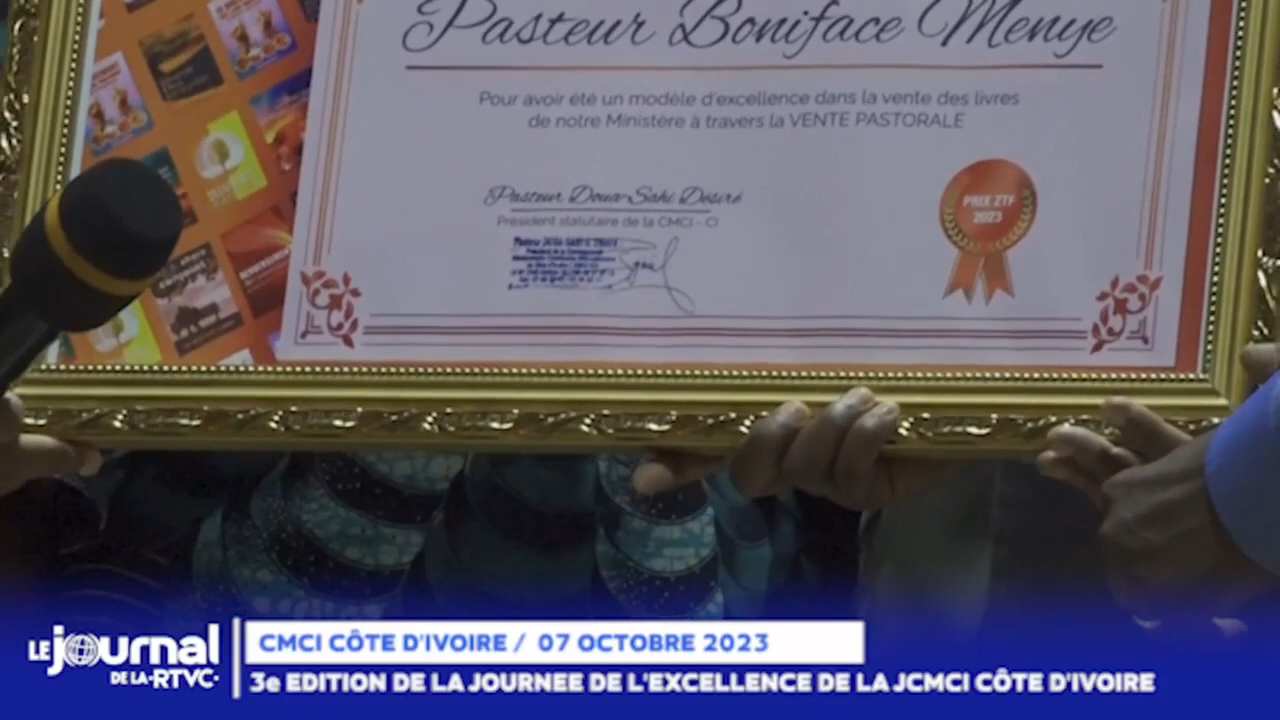 Pasteur Boniface Menye
Pour avoir été un modèle d'excellence dans la vente des livres
de notre Ministère à travers la VENTE PASTORALE
Pasteur Doua-Sahi Désiré
Président statutaire de la CMCI - CI
PRIX ZTF
2023
LE JOURNAL
DE LA •RTVC•
CMCI CÔTE D'IVOIRE / 07 OCTOBRE 2023
3e EDITION DE LA JOURNEE DE L'EXCELLENCE DE LA JCMCI CÔTE D'IVOIRE